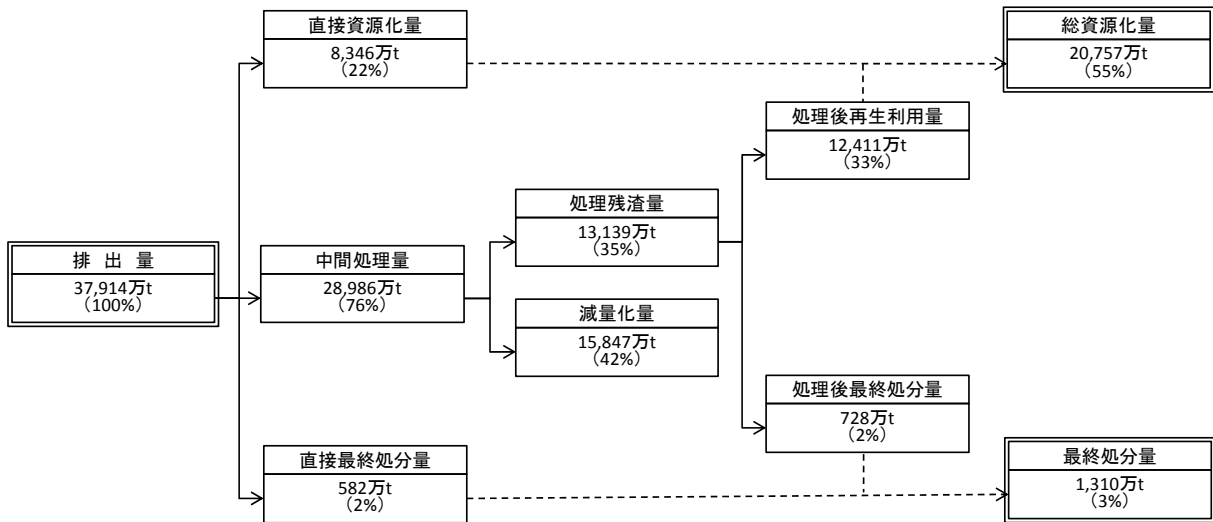 直接資源化量
8,346万t
(22%)
総資源化量
20,757万t
(55%)
処理後再生利用量
12,411万t
(33%)
処理残渣量
13,139万t
(35%)
排 出 量
37,914万t
(100%)
中間処理量
28,986万t
(76%)
減量化量
15,847万t
(42%)
処理後最終処分量
728万t
(2%)
直接最終処分量
582万t
(2%)
最終処分量
1,310万t
(3%)